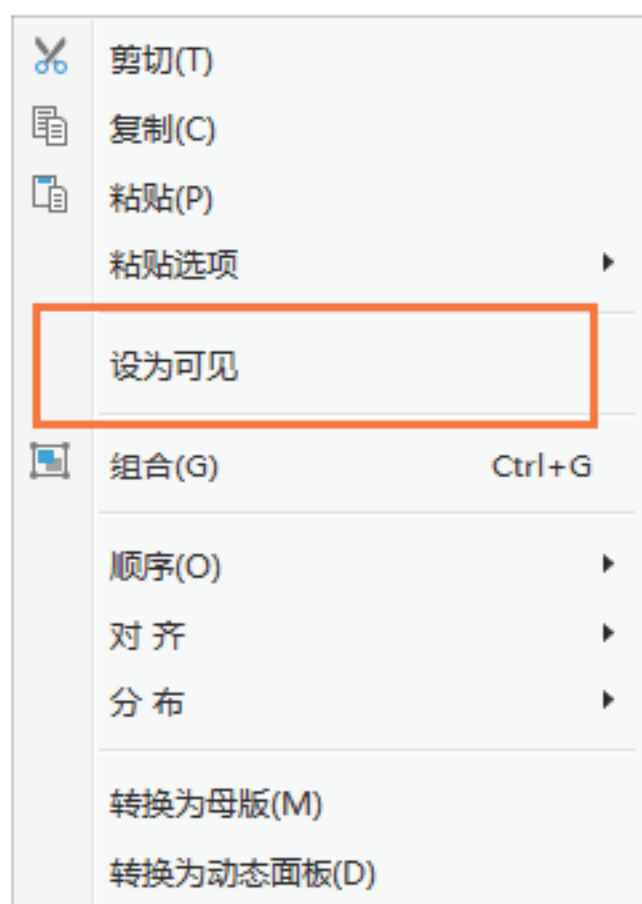 剪切(T)
复制(C)
粘贴(P)
粘贴选项
设为可见
组合(G) Ctrl+G
顺序(O)
对 齐
分 布
转换为母版(M)
转换为动态面板(D)